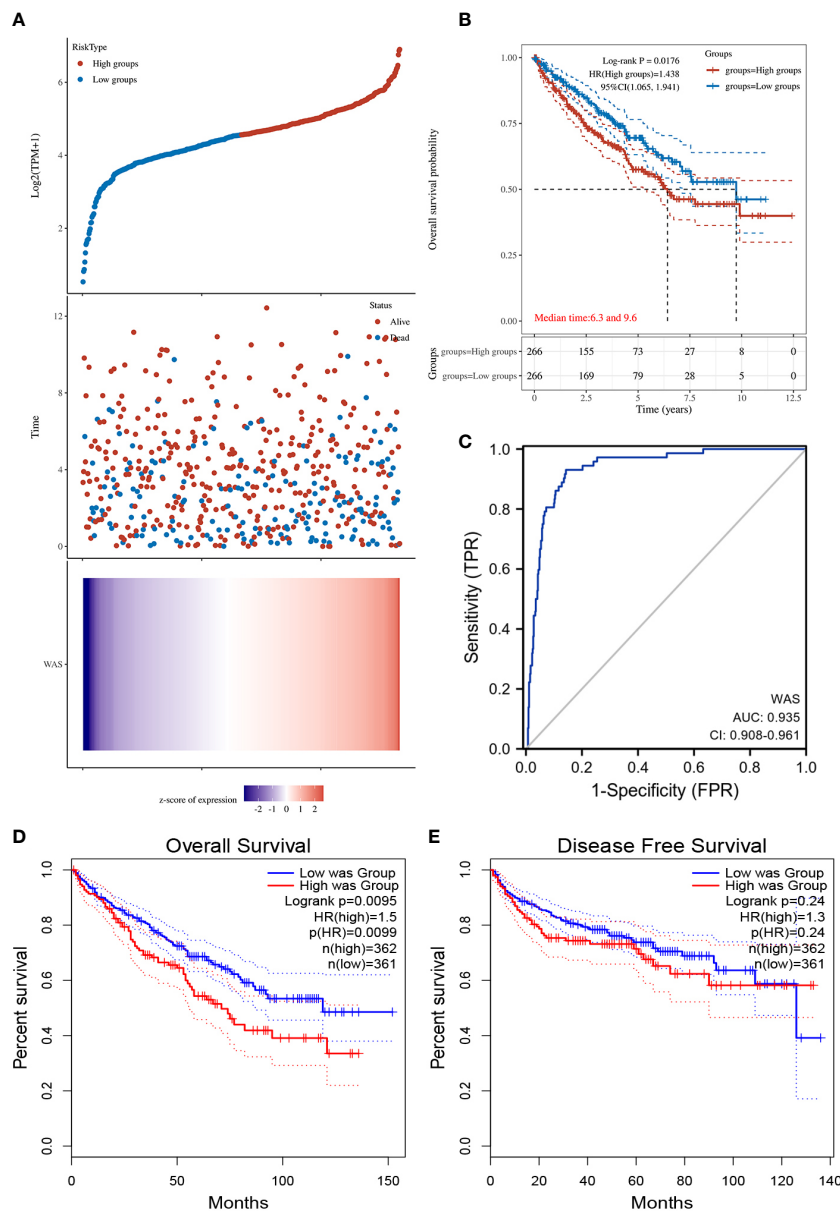 A
RiskType
High groups
Low groups
Log2(TPM+1)
6
4
2
Status
Alive
Dead
Time
12
8
4
0
WAS
z-score of expression
-2 -1 0 1 2
B
Log-rank P = 0.0176
HR(High groups)=1.438
95%CI(1.065, 1.941)
Groups
groups=High groups
groups=Low groups
Overall survival probability
1.00
0.75
0.50
0.25
0.00
Median time:6.3 and 9.6
Groups
groups=High groups 266 155 73 27 8 0
groups=Low groups 266 169 79 28 5 0
0 2.5 5 7.5 10 12.5
Time (years)
C
Sensitivity (TPR)
1.0
0.8
0.6
0.4
0.2
0.0
WAS
AUC: 0.935
CI: 0.908-0.961
0.0 0.2 0.4 0.6 0.8 1.0
1-Specificity (FPR)
D
Overall Survival
Low was Group
High was Group
Logrank p=0.0095
HR(high)=1.5
p(HR)=0.0099
n(high)=362
n(low)=361
Percent survival
1.0
0.8
0.6
0.4
0.2
0.0
0 50 100 150
Months
E
Disease Free Survival
Low was Group
High was Group
Logrank p=0.24
HR(high)=1.3
p(HR)=0.24
n(high)=362
n(low)=361
Percent survival
1.0
0.8
0.6
0.4
0.2
0.0
0 20 40 60 80 100 120 140
Months